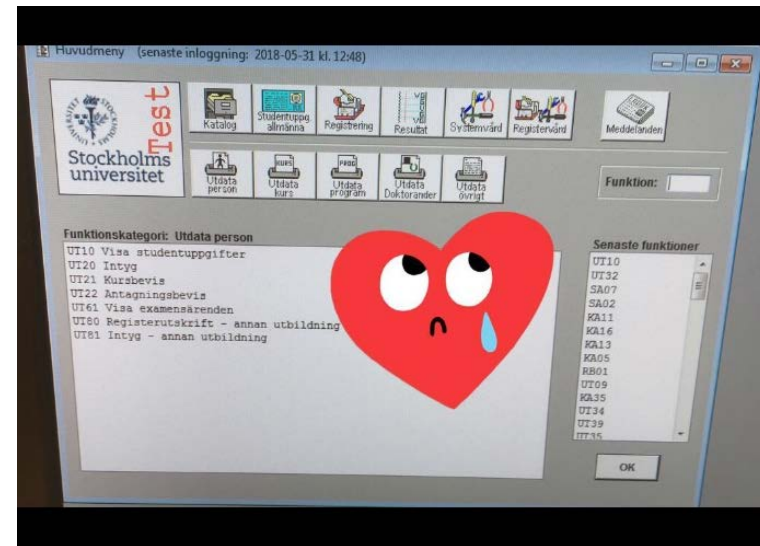 Huvudmeny (senaste inloggning: 2018-05-31 kl. 12:48)
Test
Stockholms
universitet
Katalog
Studentuppg.
allmänna
Registrering
Resultat
Systemvård
Registervård
Meddelanden
Utdata
person
KURS
Utdata
kurs
PROG
Utdata
program
Utdata
Doktorander
Utdata
övrigt
Funktion:
Funktionskategori: Utdata person
UT10 Visa studentuppgifter
UT20 Intyg
UT21 Kursbevis
UT22 Antagningsbevis
UT61 Visa examensärenden
UT80 Registerutskrift - annan utbildning
UT81 Intyg - annan utbildning
Senaste funktioner
UT10
UT32
SA07
SA02
KA11
KA16
KA13
KA05
RB01
UT09
KA35
UT34
UT39
UT35
OK